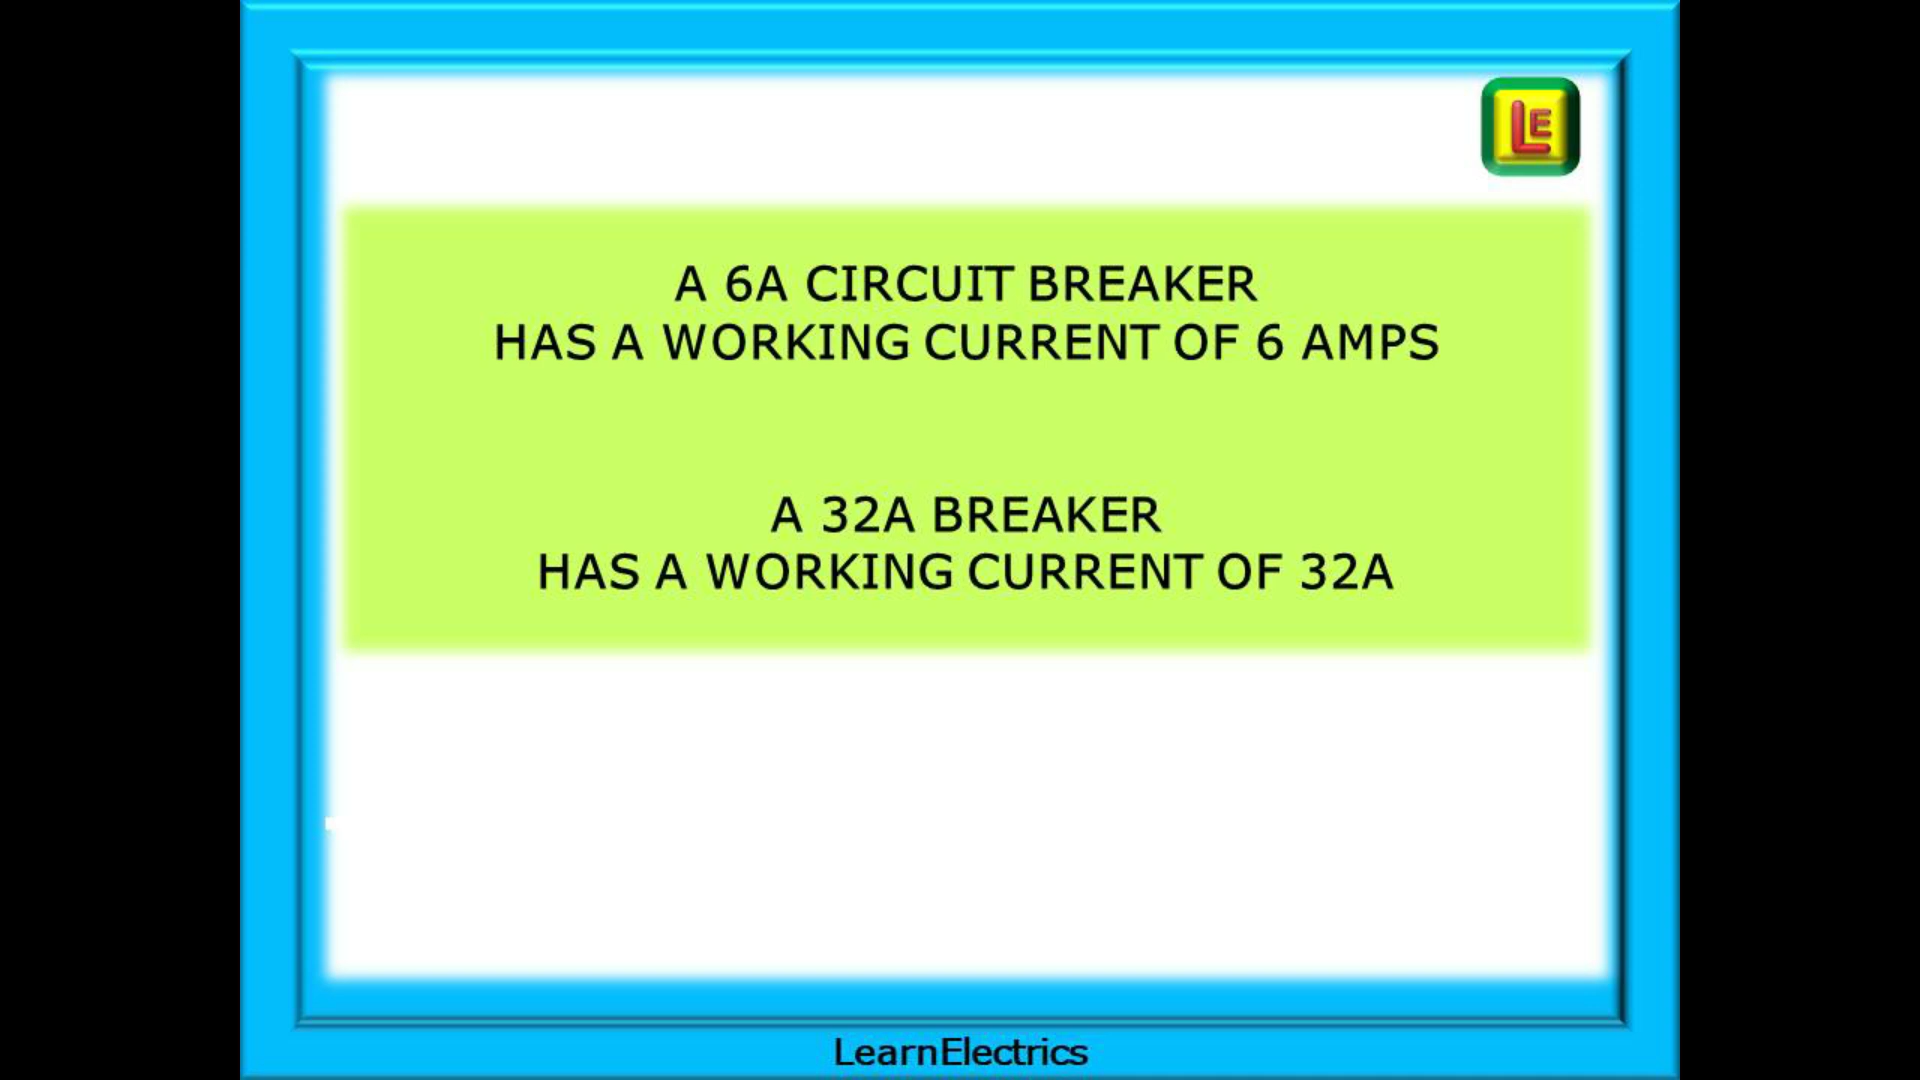 LE
A 6A CIRCUIT BREAKER
HAS A WORKING CURRENT OF 6 AMPS
A 32A BREAKER
HAS A WORKING CURRENT OF 32A
LearnElectrics